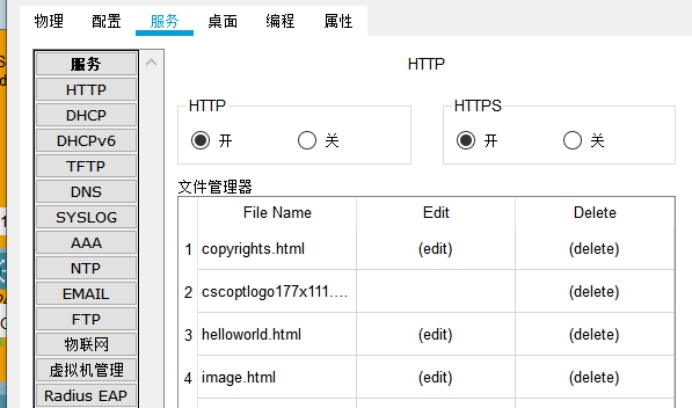 物理 配置 服务 桌面 编程 属性
服务
HTTP
DHCP
DHCPv6
TFTP
DNS
SYSLOG
AAA
NTP
EMAIL
FTP
物联网
虚拟机管理
Radius EAP
HTTP
HTTP
开 关
HTTPS
开 关
文件管理器
File Name Edit Delete
1 copyrights.html (edit) (delete)
2 cscoptlogo177x111.... (delete)
3 helloworld.html (edit) (delete)
4 image.html (edit) (delete)